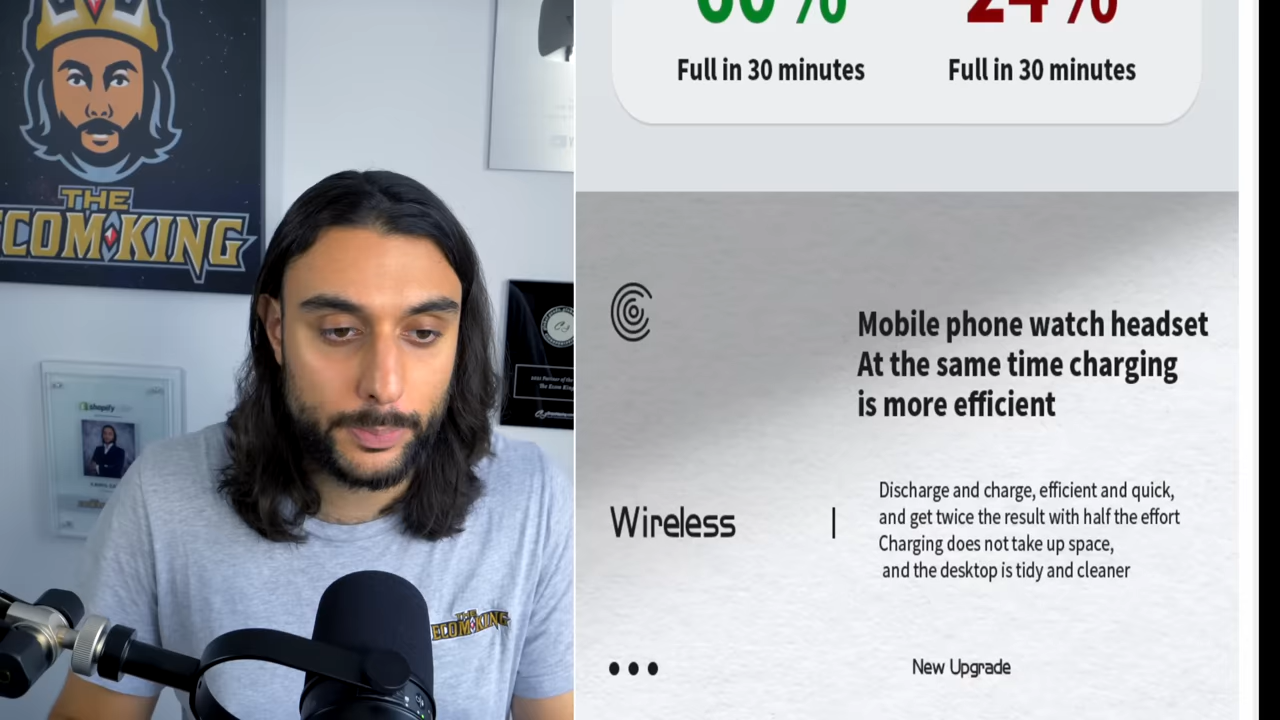 THE
ECOM KING
shopify
THE
ECOM KING
24%
Full in 30 minutes
Full in 30 minutes
Mobile phone watch headset
At the same time charging
is more efficient
Wireless
Discharge and charge, efficient and quick,
and get twice the result with half the effort
Charging does not take up space,
and the desktop is tidy and cleaner
New Upgrade